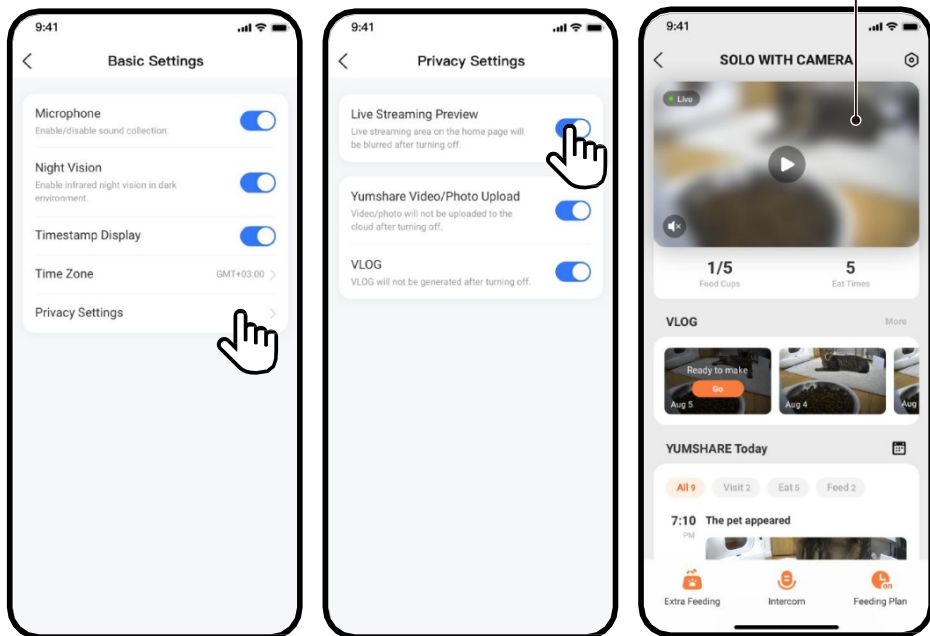 9:41
Basic Settings
Microphone
Enable/disable sound collection.
Night Vision
Enable infrared night vision in dark
environment.
Timestamp Display
Time Zone
GMT+03:00
Privacy Settings
9:41
Privacy Settings
Live Streaming Preview
Live streaming area on the home page will
be blurred after turning off.
Yumshare Video/Photo Upload
Video/photo will not be uploaded to the
cloud after turning off.
VLOG
VLOG will not be generated after turning off.
9:41
SOLO WITH CAMERA
Live
1/5 5
Food Cups Eat Times
VLOG More
Ready to make
Go
Aug 5 Aug 4 Aug
YUMSHARE Today
All 9 Visit 2 Eat 5 Feed 2
7:10 The pet appeared
PM
on
Extra Feeding Intercom Feeding Plan